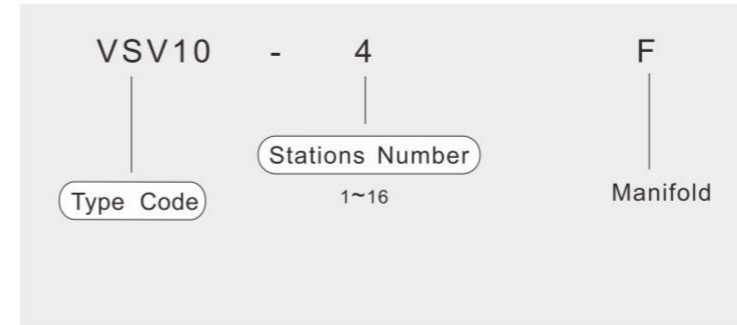 VSV10 - 4 F
Stations Number
Type Code
1~16
Manifold